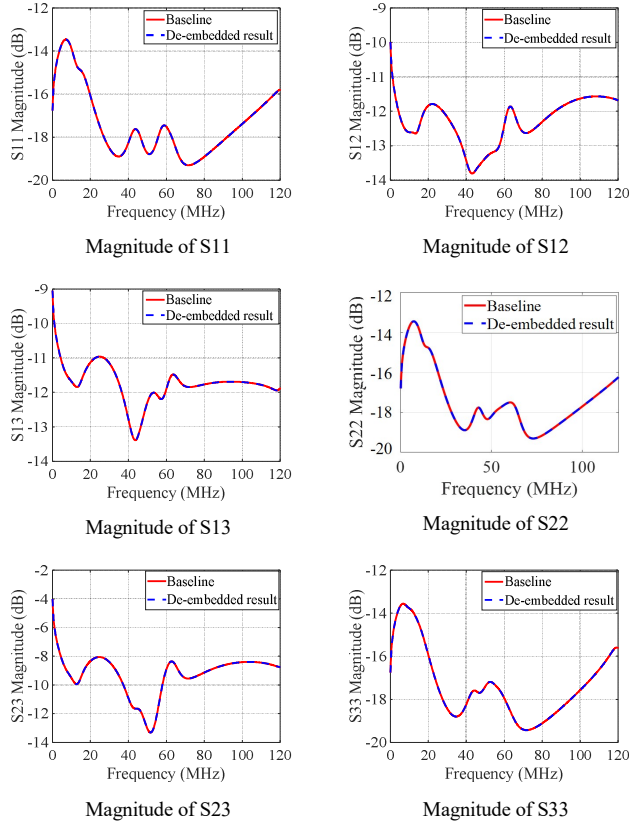 -12
-14
-16
-18
-20
S11 Magnitude (dB)
Baseline
De-embedded result
0 20 40 60 80 100 120
Frequency (MHz)
Magnitude of S11
-9
-10
-11
-12
-13
-14
S12 Magnitude (dB)
Baseline
De-embedded result
0 20 40 60 80 100 120
Frequency (MHz)
Magnitude of S12
-9
-10
-11
-12
-13
-14
S13 Magnitude (dB)
Baseline
De-embedded result
0 20 40 60 80 100 120
Frequency (MHz)
Magnitude of S13
-12
-14
-16
-18
-20
S22 Magnitude (dB)
Baseline
De-embedded result
0 50 100
Frequency (MHz)
Magnitude of S22
-2
-4
-6
-8
-10
-12
-14
S23 Magnitude (dB)
Baseline
De-embedded result
0 20 40 60 80 100 120
Frequency (MHz)
Magnitude of S23
-12
-14
-16
-18
-20
S33 Magnitude (dB)
Baseline
De-embedded result
0 20 40 60 80 100 120
Frequency (MHz)
Magnitude of S33